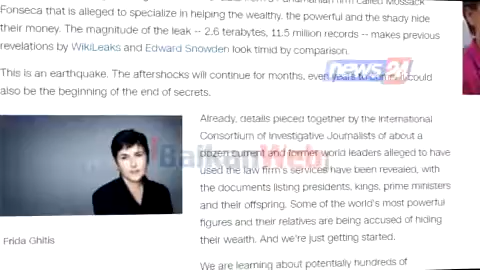 Fonseca that is alleged to specialize in helping the wealthy, the powerful and the shady hide
their money. The magnitude of the leak -- 2.6 terabytes, 11.5 million records -- makes previous
revelations by WikiLeaks and Edward Snowden look timid by comparison.
This is an earthquake. The aftershocks will continue for months, even years to come. It could
also be the beginning of the end of secrets.
news24
Already, details pieced together by the International
Consortium of Investigative Journalists of about a
dozen current and former world leaders alleged to have
used the law firm's services have been revealed, with
the documents listing presidents, kings, prime ministers
and their offspring. Some of the world's most powerful
figures and their relatives are being accused of hiding
their wealth. And we're just getting started.
BalkanWeb
Frida Ghitis
We are learning about potentially hundreds of